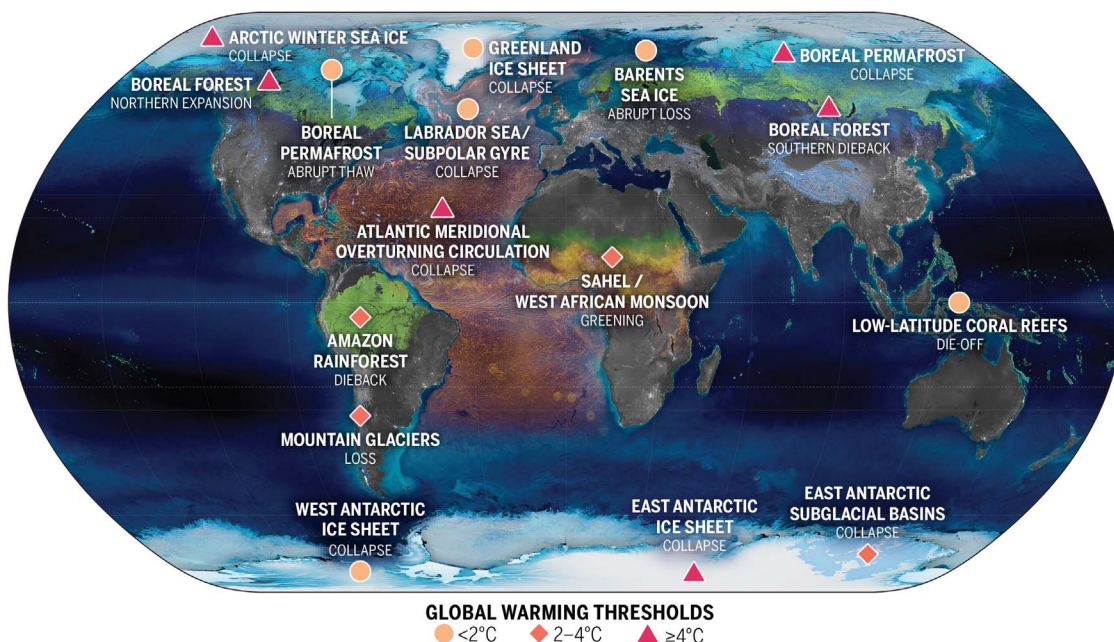 ARCTIC WINTER SEA ICE
COLLAPSE
BOREAL FOREST
NORTHERN EXPANSION
GREENLAND
ICE SHEET
COLLAPSE
BARENTS
SEA ICE
ABRUPT LOSS
BOREAL PERMAFROST
COLLAPSE
BOREAL
PERMAFROST
ABRUPT THAW
LABRADOR SEA/
SUBPOLAR GYRE
COLLAPSE
BOREAL FOREST
SOUTHERN DIEBACK
ATLANTIC MERIDIONAL
OVERTURNING CIRCULATION
COLLAPSE
SAHEL /
WEST AFRICAN MONSOON
GREENING
LOW-LATITUDE CORAL REEFS
DIE-OFF
AMAZON
RAINFOREST
DIEBACK
MOUNTAIN GLACIERS
LOSS
WEST ANTARCTIC
ICE SHEET
COLLAPSE
EAST ANTARCTIC
ICE SHEET
COLLAPSE
EAST ANTARCTIC
SUBGLACIAL BASINS
COLLAPSE
GLOBAL WARMING THRESHOLDS
<2°C 2–4°C ≥4°C